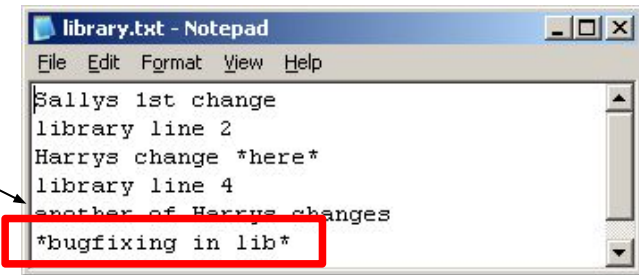 library.txt - Notepad
File Edit Format View Help
Sallys 1st change
library line 2
Harrys change *here*
library line 4
another of Harrys changes
*bugfixing in lib*